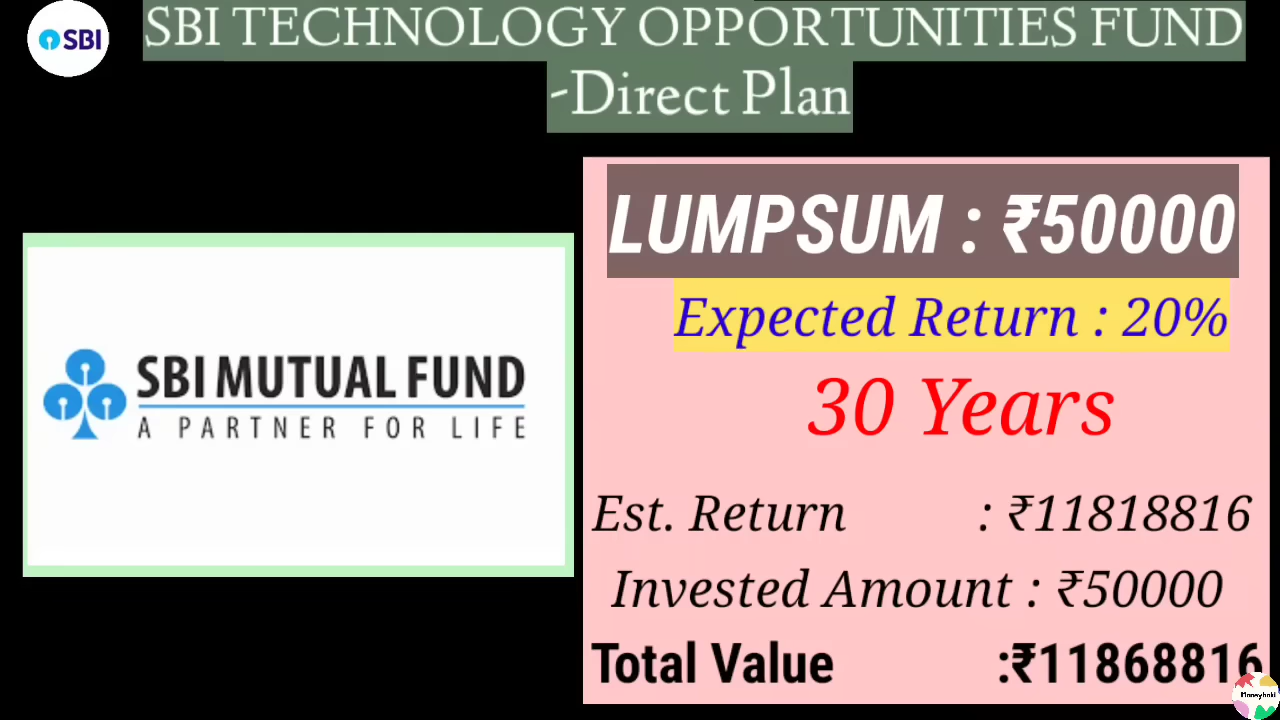 SBI
SBI TECHNOLOGY OPPORTUNITIES FUND
-Direct Plan
LUMPSUM : ₹50000
Expected Return : 20%
30 Years
SBI MUTUAL FUND
A PARTNER FOR LIFE
Est. Return : ₹11818816
Invested Amount : ₹50000
Total Value :₹11868816